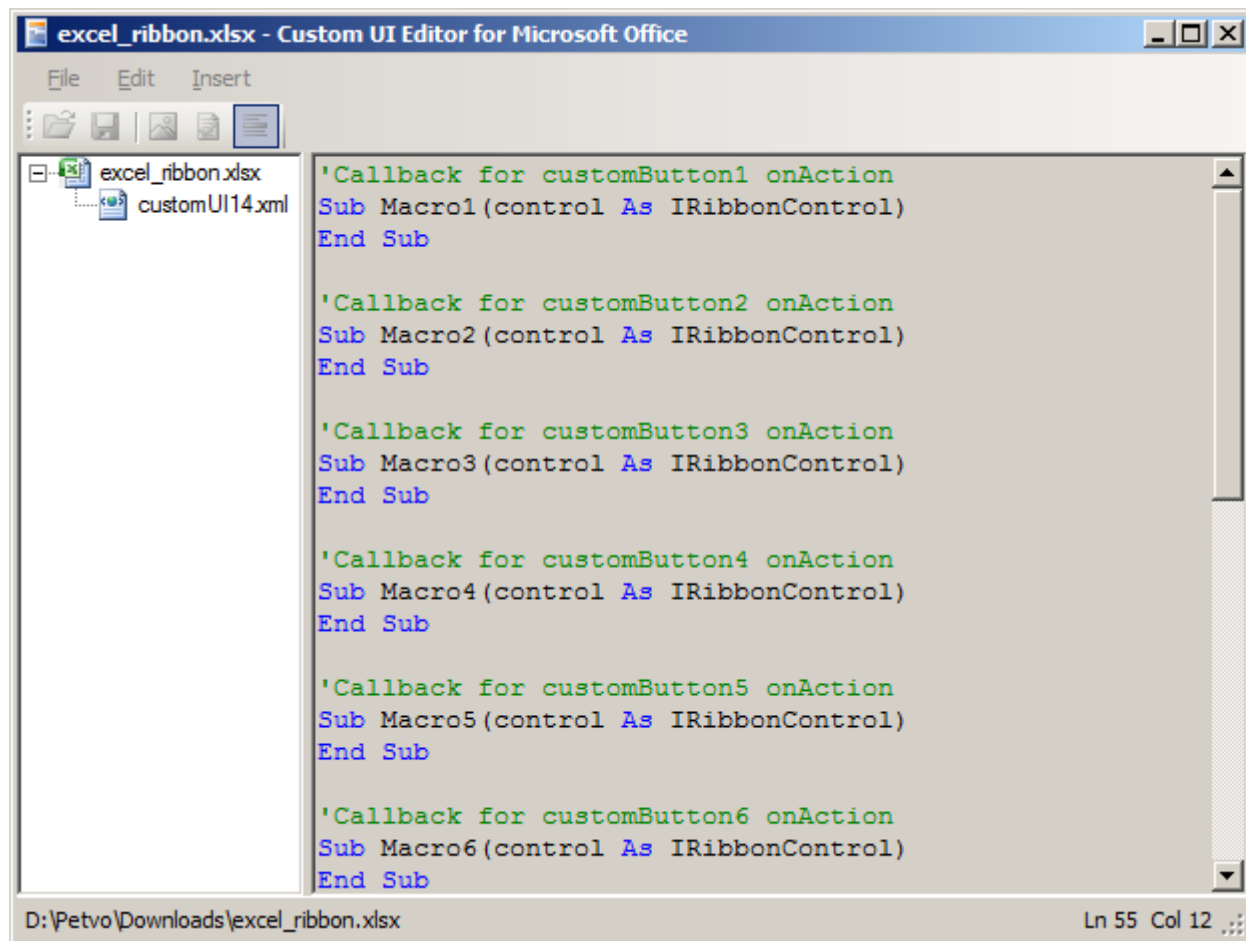 excel_ribbon.xlsx - Custom UI Editor for Microsoft Office
File Edit Insert
excel_ribbon.xlsx
customUI14.xml
'Callback for customButton1 onAction
Sub Macro1(control As IRibbonControl)
End Sub
'Callback for customButton2 onAction
Sub Macro2(control As IRibbonControl)
End Sub
'Callback for customButton3 onAction
Sub Macro3(control As IRibbonControl)
End Sub
'Callback for customButton4 onAction
Sub Macro4(control As IRibbonControl)
End Sub
'Callback for customButton5 onAction
Sub Macro5(control As IRibbonControl)
End Sub
'Callback for customButton6 onAction
Sub Macro6(control As IRibbonControl)
End Sub
D:\Petvo\Downloads\excel_ribbon.xlsx Ln 55 Col 12